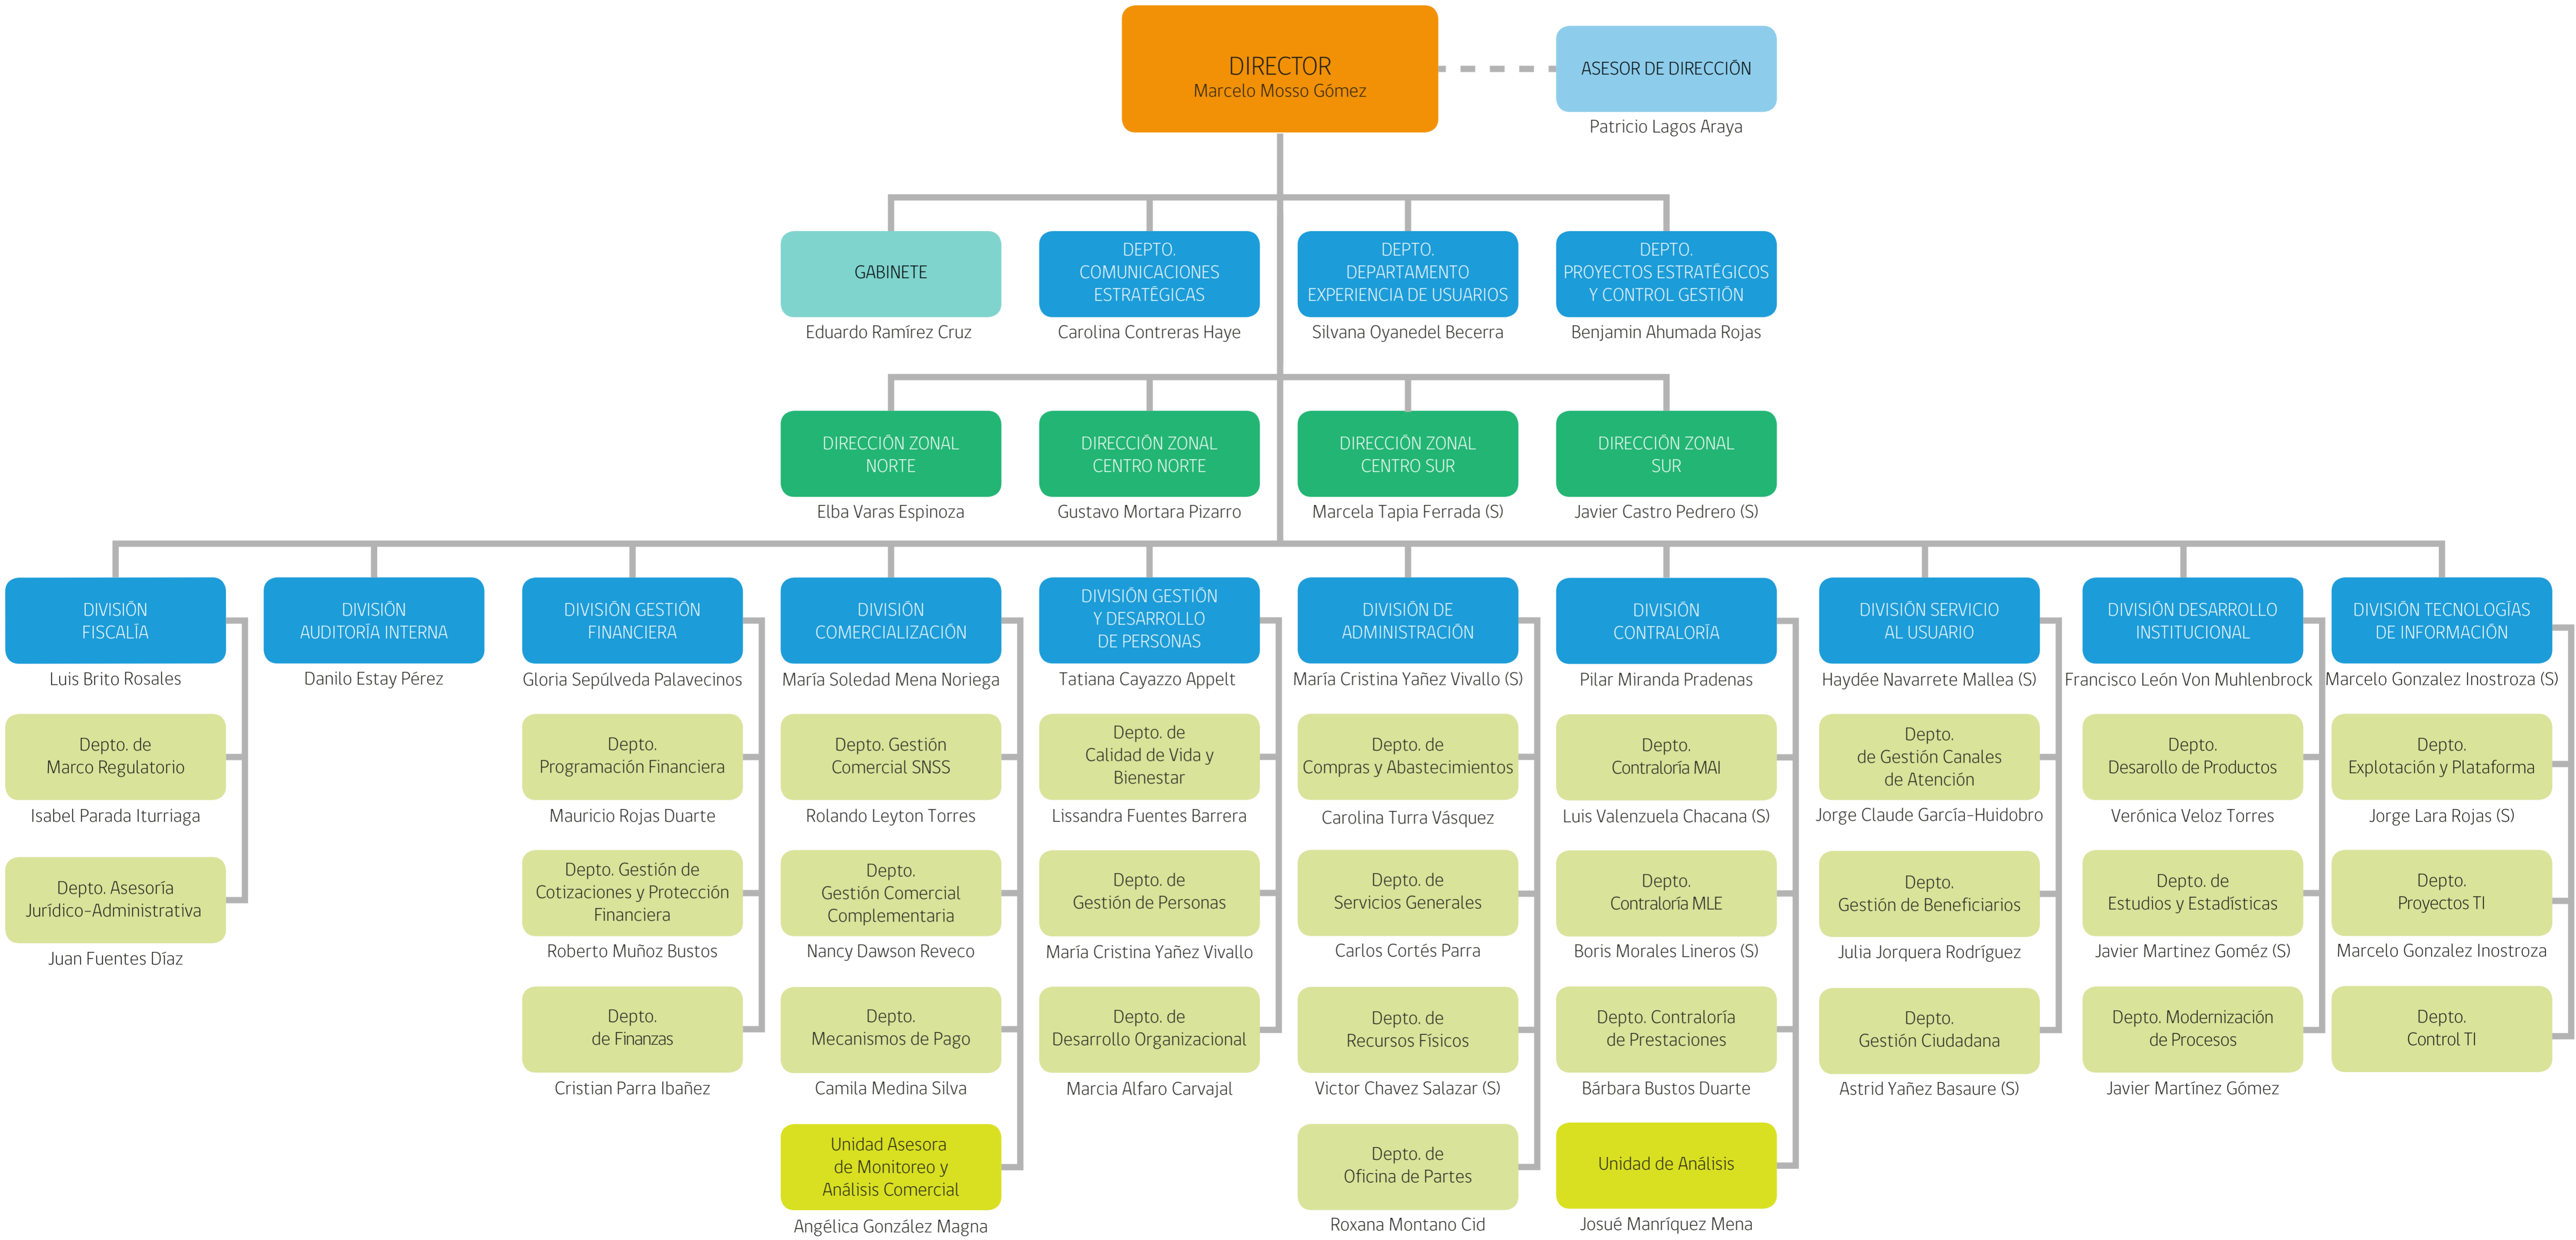 DIRECTOR
Marcelo Mosso Gómez
ASESOR DE DIRECCIÓN
Patricio Lagos Araya
GABINETE
Eduardo Ramírez Cruz
DEPTO.
COMUNICACIONES
ESTRATÉGICAS
Carolina Contreras Haye
DEPTO.
DEPARTAMENTO
EXPERIENCIA DE USUARIOS
Silvana Oyanedel Becerra
DEPTO.
PROYECTOS ESTRATÉGICOS
Y CONTROL GESTIÓN
Benjamin Ahumada Rojas
DIRECCIÓN ZONAL
NORTE
Elba Varas Espinoza
DIRECCIÓN ZONAL
CENTRO NORTE
Gustavo Mortara Pizarro
DIRECCIÓN ZONAL
CENTRO SUR
Marcela Tapia Ferrada (S)
DIRECCIÓN ZONAL
SUR
Javier Castro Pedrero (S)
DIVISIÓN
FISCALÍA
Luis Brito Rosales
Depto. de
Marco Regulatorio
Isabel Parada Iturriaga
Depto. Asesoría
Jurídico-Administrativa
Juan Fuentes Díaz
DIVISIÓN
AUDITORÍA INTERNA
Danilo Estay Pérez
DIVISIÓN GESTIÓN
FINANCIERA
Gloria Sepúlveda Palavecinos
Depto.
Programación Financiera
Mauricio Rojas Duarte
Depto. Gestión de
Cotizaciones y Protección
Financiera
Roberto Muñoz Bustos
Depto.
de Finanzas
Cristian Parra Ibañez
DIVISIÓN
COMERCIALIZACIÓN
María Soledad Mena Noriega
Depto. Gestión
Comercial SNSS
Rolando Leyton Torres
Depto.
Gestión Comercial
Complementaria
Nancy Dawson Reveco
Depto.
Mecanismos de Pago
Camila Medina Silva
Unidad Asesora
de Monitoreo y
Análisis Comercial
Angélica González Magna
DIVISIÓN GESTIÓN
Y DESARROLLO
DE PERSONAS
Tatiana Cayazzo Appelt
Depto. de
Calidad de Vida y
Bienestar
Lissandra Fuentes Barrera
Depto. de
Gestión de Personas
María Cristina Yañez Vivallo
Depto. de
Desarrollo Organizacional
Marcia Alfaro Carvajal
DIVISIÓN DE
ADMINISTRACIÓN
María Cristina Yañez Vivallo (S)
Depto. de
Compras y Abastecimientos
Carolina Turra Vásquez
Depto. de
Servicios Generales
Carlos Cortés Parra
Depto. de
Recursos Físicos
Victor Chavez Salazar (S)
Depto. de
Oficina de Partes
Roxana Montano Cid
DIVISIÓN
CONTRALORÍA
Pilar Miranda Pradenas
Depto.
Contraloría MAI
Luis Valenzuela Chacana (S)
Depto.
Contraloría MLE
Boris Morales Lineros (S)
Depto. Contraloría
de Prestaciones
Bárbara Bustos Duarte
Unidad de Análisis
Josué Manríquez Mena
DIVISIÓN SERVICIO
AL USUARIO
Haydée Navarrete Mallea (S)
Depto.
de Gestión Canales
de Atención
Jorge Claude García-Huidobro
Depto.
Gestión de Beneficiarios
Julia Jorquera Rodríguez
Depto.
Gestión Ciudadana
Astrid Yañez Basaure (S)
DIVISIÓN DESARROLLO
INSTITUCIONAL
Francisco León Von Muhlenbrock
Depto.
Desarollo de Productos
Verónica Veloz Torres
Depto. de
Estudios y Estadísticas
Javier Martinez Goméz (S)
Depto. Modernización
de Procesos
Javier Martínez Gómez
DIVISIÓN TECNOLOGÍAS
DE INFORMACIÓN
Marcelo Gonzalez Inostroza (S)
Depto.
Explotación y Plataforma
Jorge Lara Rojas (S)
Depto.
Proyectos TI
Marcelo Gonzalez Inostroza
Depto.
Control TI